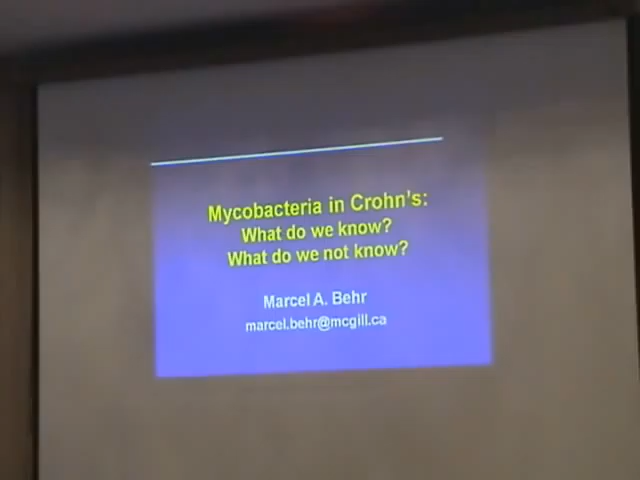 Mycobacteria in Crohn's:
What do we know?
What do we not know?
Marcel A. Behr
marcel.behr@mcgill.ca